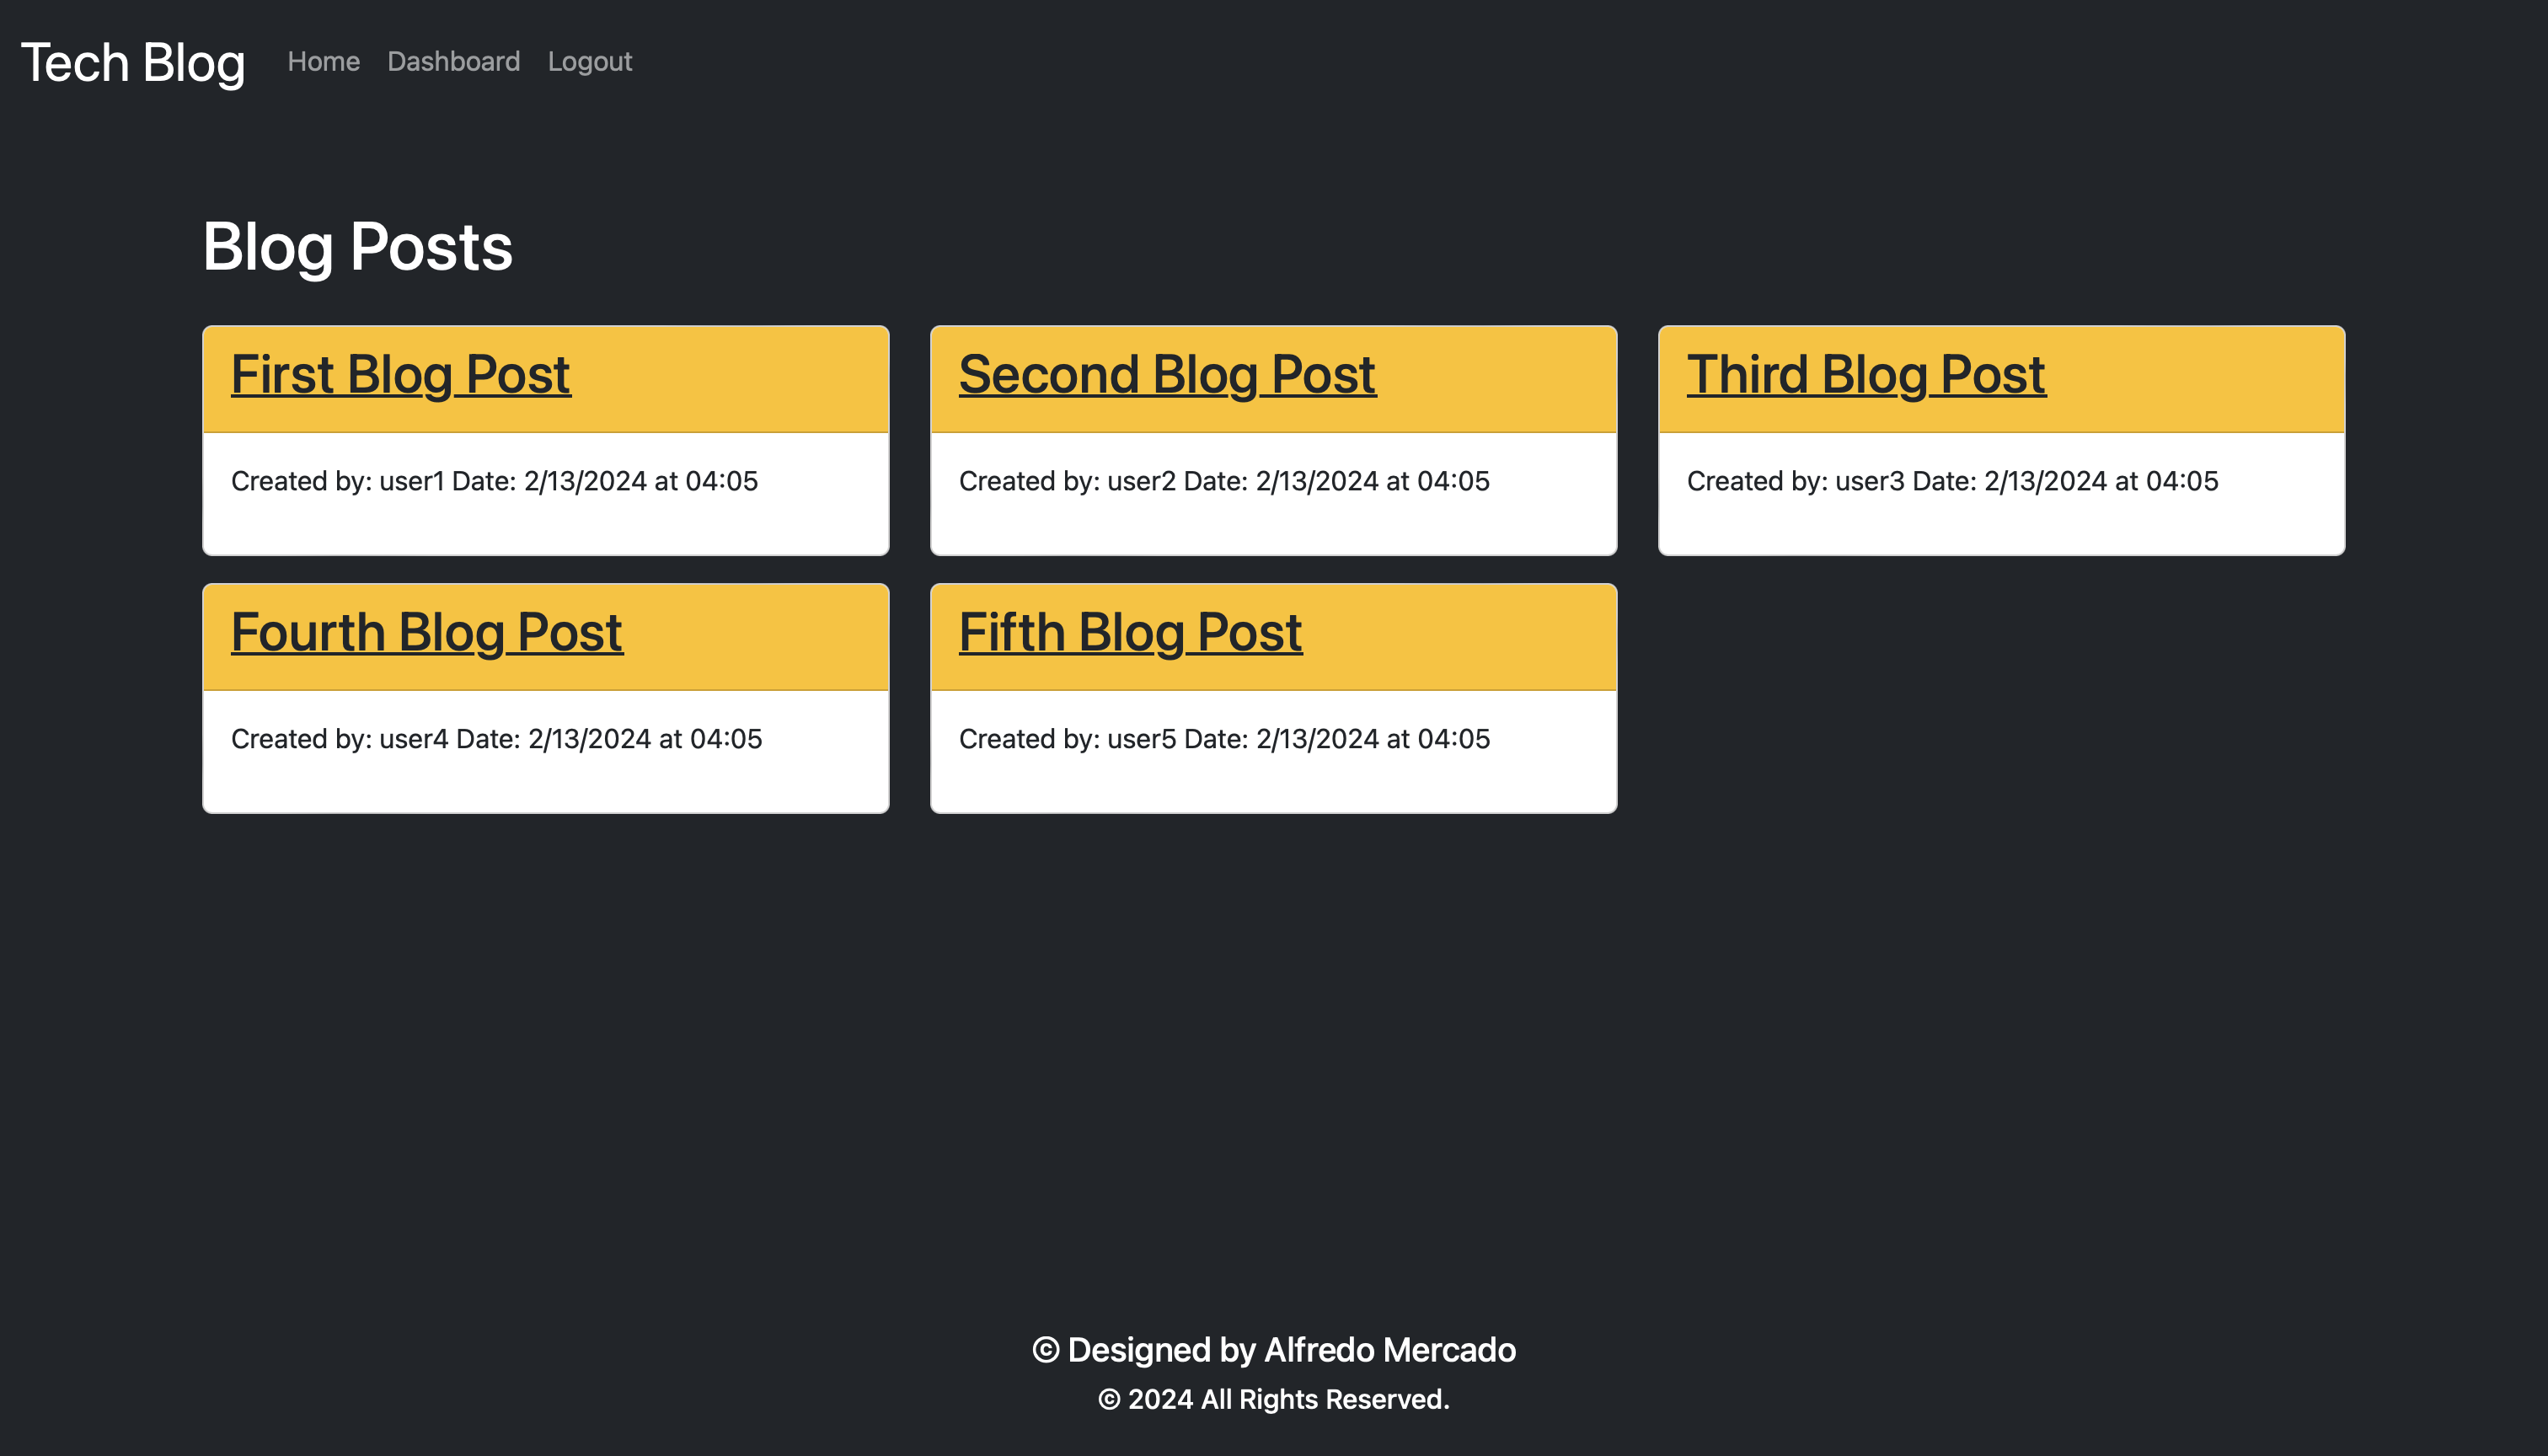 Tech Blog Home Dashboard Logout
Blog Posts
First Blog Post
Created by: user1 Date: 2/13/2024 at 04:05
Second Blog Post
Created by: user2 Date: 2/13/2024 at 04:05
Third Blog Post
Created by: user3 Date: 2/13/2024 at 04:05
Fourth Blog Post
Created by: user4 Date: 2/13/2024 at 04:05
Fifth Blog Post
Created by: user5 Date: 2/13/2024 at 04:05
© Designed by Alfredo Mercado
© 2024 All Rights Reserved.